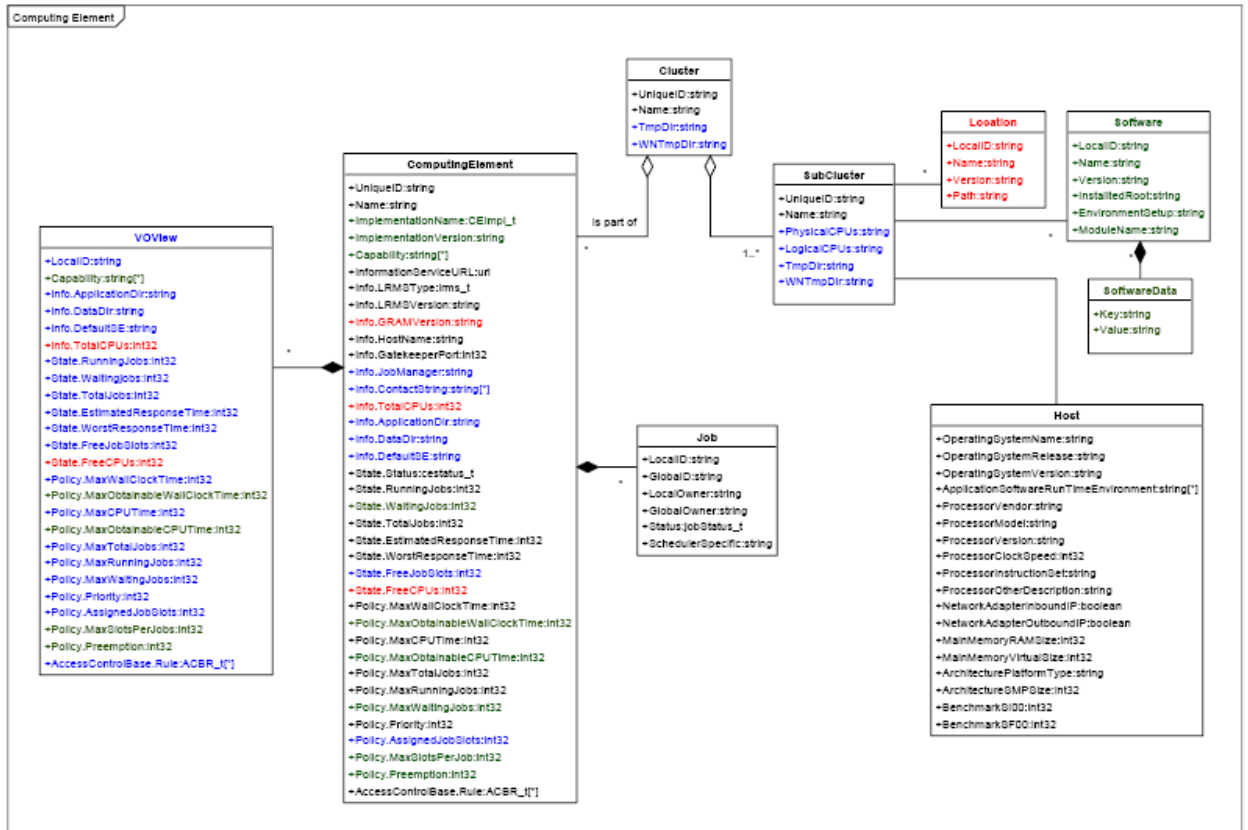 Computing Element
Cluster
+UniqueID:string
+Name:string
+TmpDir:string
+WNTmpDir:string
Location
+LocalID:string
+Name:string
+Version:string
+Path:string
Software
+LocalID:string
+Name:string
+Version:string
+InstalltedRoot:string
+EnvironmentSetup:string
+ModuleName:string
ComputingElement
+UniqueID:string
+Name:string
+ImplementationName:CEImpl_t
+ImplementationVersion:string
+Capability:string[*]
+InformationServiceURL:uri
+Info.LRMSType:lrms_t
+Info.LRMSVersion:string
+Info.GRAMVersion:string
+Info.HostName:string
+Info.GatekeeperPort:int32
+Info.JobManager:string
+Info.ContactString:string[*]
+Info.TotalCPUs:int32
+Info.ApplicationDir:string
+Info.DataDir:string
+Info.DefaultSE:string
+State.Status:cestatus_t
+State.RunningJobs:int32
+State.WaitingJobs:int32
+State.TotalJobs:int32
+State.EstimatedResponseTime:int32
+State.WorstResponseTime:int32
+State.FreeJobSlots:int32
+State.FreeCPUs:int32
+Policy.MaxWallClockTime:int32
+Policy.MaxObtainableWallClockTime:int32
+Policy.MaxCPUTime:int32
+Policy.MaxObtainableCPUTime:int32
+Policy.MaxTotalJobs:int32
+Policy.MaxRunningJobs:int32
+Policy.MaxWaitingJobs:int32
+Policy.Priority:int32
+Policy.AssignedJobSlots:int32
+Policy.MaxSlotsPerJob:int32
+Policy.Preemption:int32
+AccessControlBase.Rule:ACBR_t[*]
SubCluster
+UniqueID:string
+Name:string
+PhysicalCPUs:string
+LogicalCPUs:string
+TmpDir:string
+WNTmpDir:string
is part of
*
1..*
*
*
*
VOView
+LocalID:string
+Capability:string[*]
+Info.ApplicationDir:string
+Info.DataDir:string
+Info.DefaultSE:string
+Info.TotalCPUs:int32
+State.RunningJobs:int32
+State.Waitingjobs:int32
+State.TotalJobs:int32
+State.EstimatedResponseTime:int32
+State.WorstResponseTime:int32
+State.FreeJobSlots:int32
+State.FreeCPUs:int32
+Policy.MaxWallClockTime:int32
+Policy.MaxObtainableWallClockTime:int32
+Policy.MaxCPUTime:int32
+Policy.MaxObtainableCPUTime:int32
+Policy.MaxTotalJobs:int32
+Policy.MaxRunningJobs:int32
+Policy.MaxWaitingJobs:int32
+Policy.Priority:int32
+Policy.AssignedJobSlots:int32
+Policy.MaxSlotsPerJobs:int32
+Policy.Preemption:int32
+AccessControlBase.Rule:ACBR_t[*]
*
SoftwareData
+Key:string
+Value:string
Job
+LocalID:string
+GlobalID:string
+LocalOwner:string
+GlobalOwner:string
+Status:jobStatus_t
+SchedulerSpecific:string
*
Host
+OperatingSystemName:string
+OperatingSystemRelease:string
+OperatingSystemVersion:string
+ApplicationSoftwareRunTimeEnvironment:string[*]
+ProcessorVendor:string
+ProcessorModel:string
+ProcessorVersion:string
+ProcessorClockSpeed:int32
+ProcessorInstructionSet:string
+ProcessorOtherDescription:string
+NetworkAdapterInboundIP:boolean
+NetworkAdapterOutboundIP:boolean
+MainMemoryRAMSize:int32
+MainMemoryVirtualSize:int32
+ArchitecturePlatformType:string
+ArchitectureSMPSize:int32
+BenchmarkSI00:int32
+BenchmarkSF00:int32